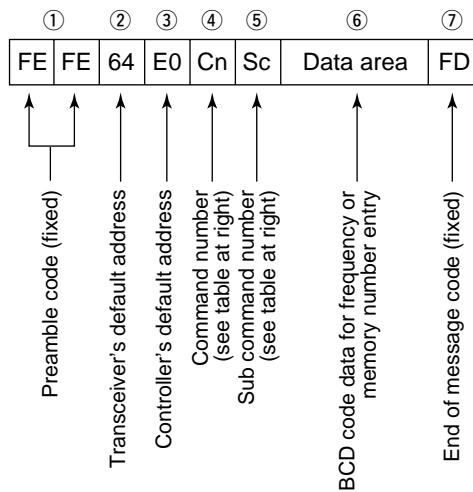 ① ② ③ ④ ⑤ ⑥ ⑦
FE FE 64 E0 Cn Sc Data area FD
Preamble code (fixed)
Transceiver's default address
Controller's default address
Command number
(see table at right)
Sub command number
(see table at right)
BCD code data for frequency or
memory number entry
End of message code (fixed)